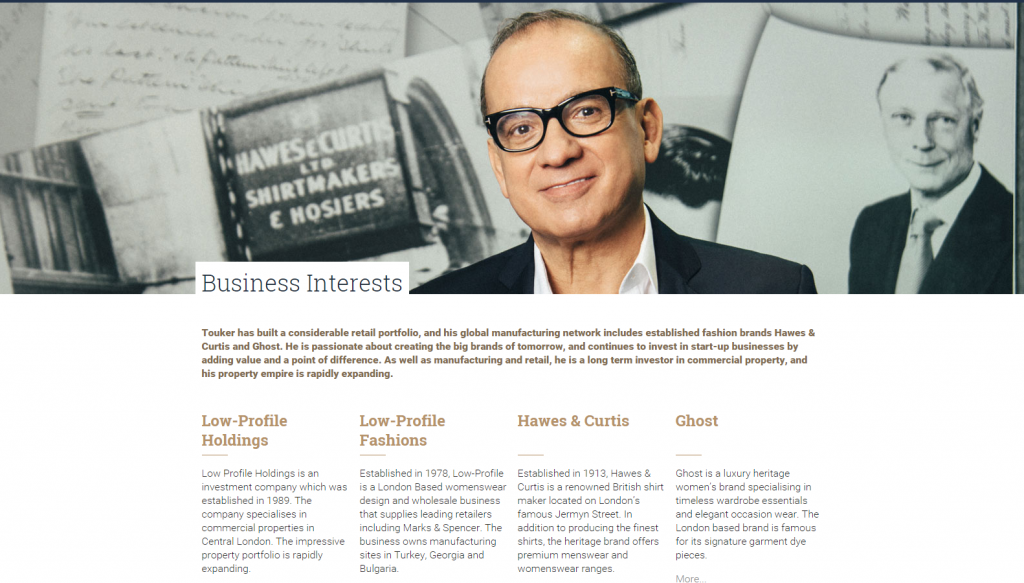 HAWES & CURTIS
LTD
SHIRTMAKERS
& HOSIERS
Business Interests
Touker has built a considerable retail portfolio, and his global manufacturing network includes established fashion brands Hawes &
Curtis and Ghost. He is passionate about creating the big brands of tomorrow, and continues to invest in start-up businesses by
adding value and a point of difference. As well as manufacturing and retail, he is a long term investor in commercial property, and
his property empire is rapidly expanding.
Low-Profile
Holdings
Low Profile Holdings is an
investment company which was
established in 1989. The
company specialises in
commercial properties in
Central London. The impressive
property portfolio is rapidly
expanding.
Low-Profile
Fashions
Established in 1978, Low-Profile
is a London Based womenswear
design and wholesale business
that supplies leading retailers
including Marks & Spencer. The
business owns manufacturing
sites in Turkey, Georgia and
Bulgaria.
Hawes & Curtis
Established in 1913, Hawes &
Curtis is a renowned British shirt
maker located on London's
famous Jermyn Street. In
addition to producing the finest
shirts, the heritage brand offers
premium menswear and
womenswear ranges.
Ghost
Ghost is a luxury heritage
women's brand specialising in
timeless wardrobe essentials
and elegant occasion wear. The
London based brand is famous
for its signature garment dye
pieces.
More...